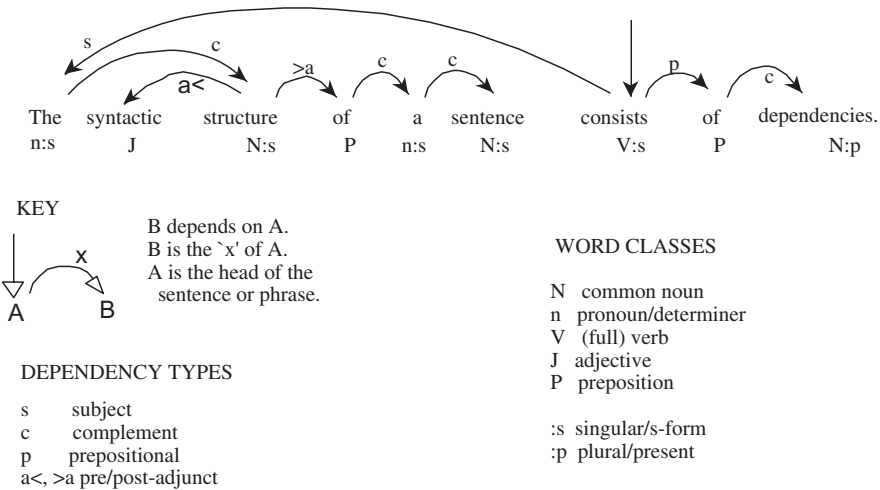 s c a< >a c c p c
The syntactic structure of a sentence consists of dependencies.
n:s J N:s P n:s N:s V:s P N:p
KEY
x
A B
B depends on A.
B is the `x' of A.
A is the head of the
sentence or phrase.
DEPENDENCY TYPES
s subject
c complement
p prepositional
a<, >a pre/post-adjunct
WORD CLASSES
N common noun
n pronoun/determiner
V (full) verb
J adjective
P preposition
:s singular/s-form
:p plural/present